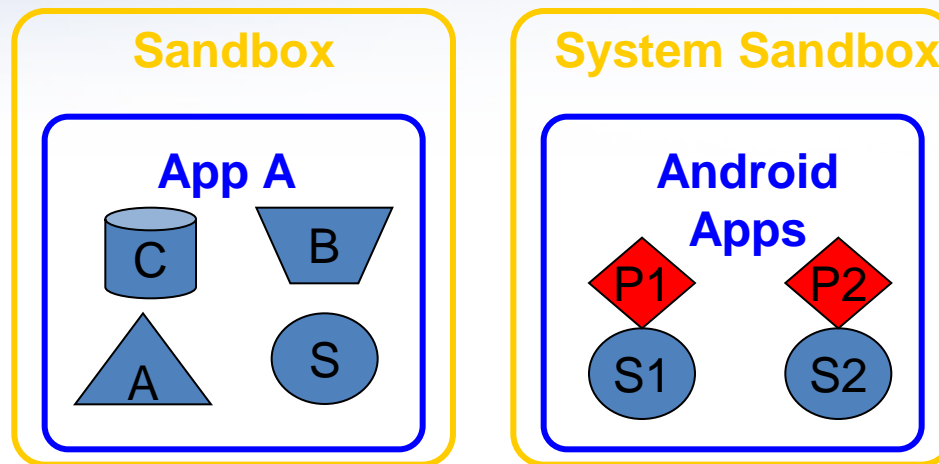 Sandbox
App A
C
B
A
S
System Sandbox
Android
Apps
P1
P2
S1
S2